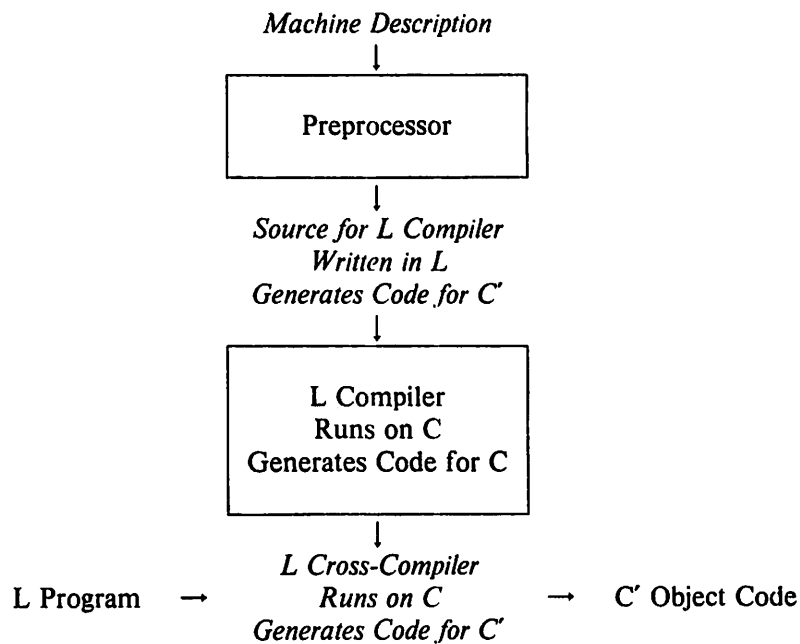 Machine Description
Preprocessor
Source for L Compiler
Written in L
Generates Code for C′
L Compiler
Runs on C
Generates Code for C
L Cross-Compiler
L Program → Runs on C → C′ Object Code
Generates Code for C′